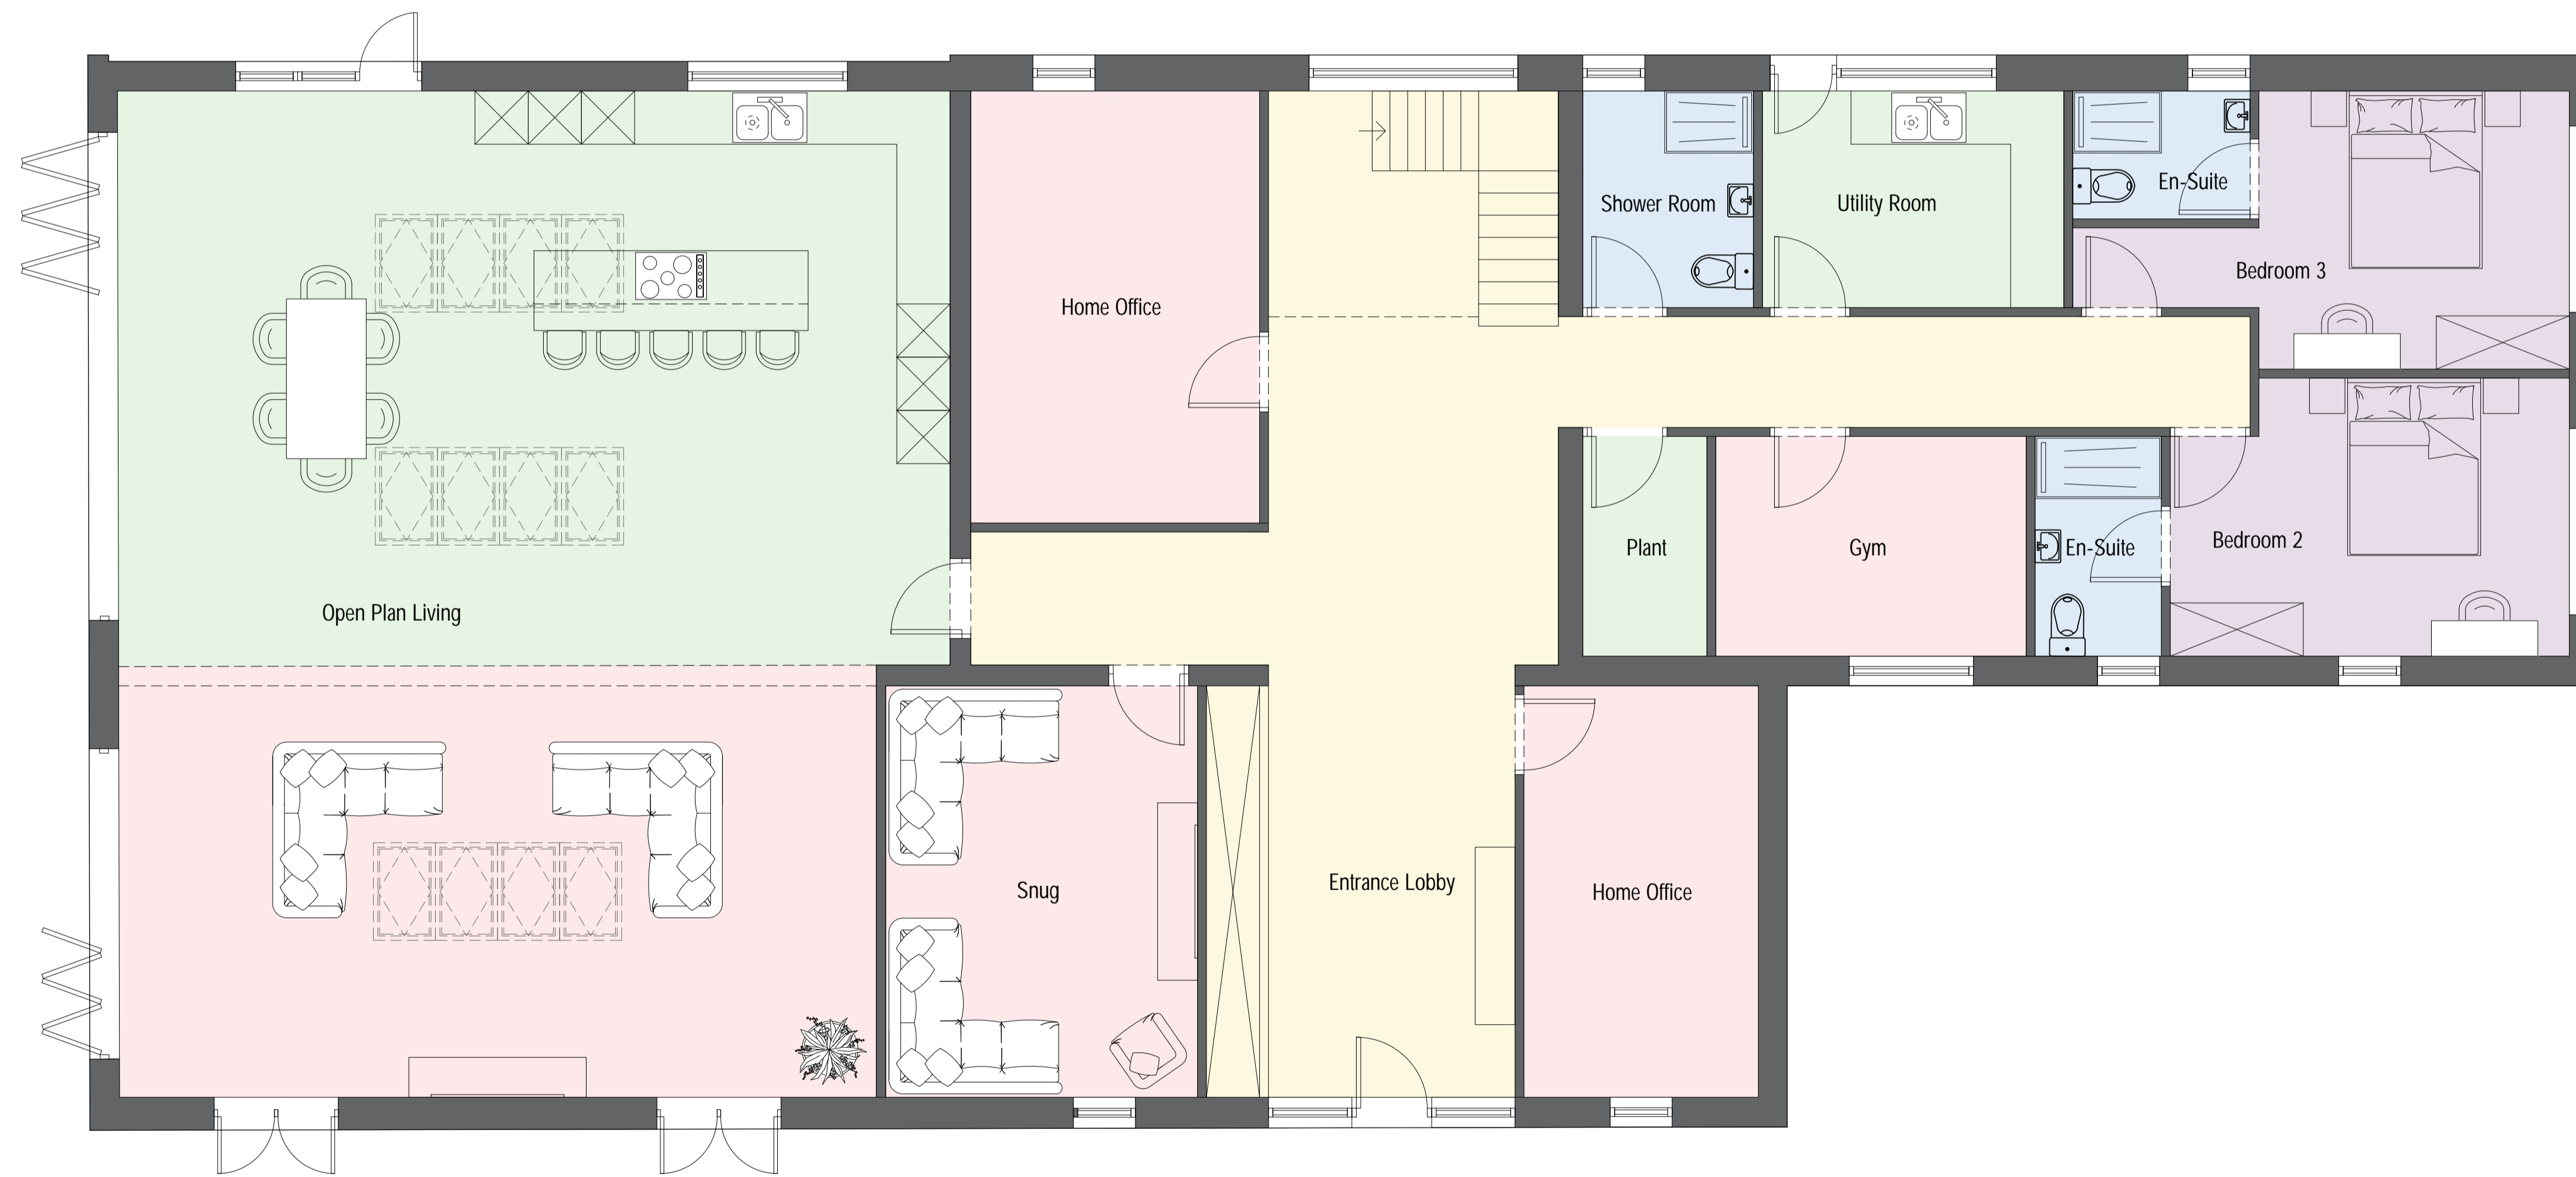 Shower Room
Utility Room
En-Suite
Bedroom 3
Home Office
Open Plan Living
Plant
Gym
En-Suite
Bedroom 2
Snug
Entrance Lobby
Home Office